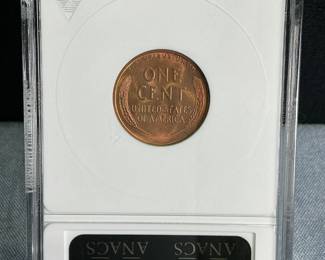 ONE
CENT
UNITED STATES
OF AMERICA
ANACS ANACS